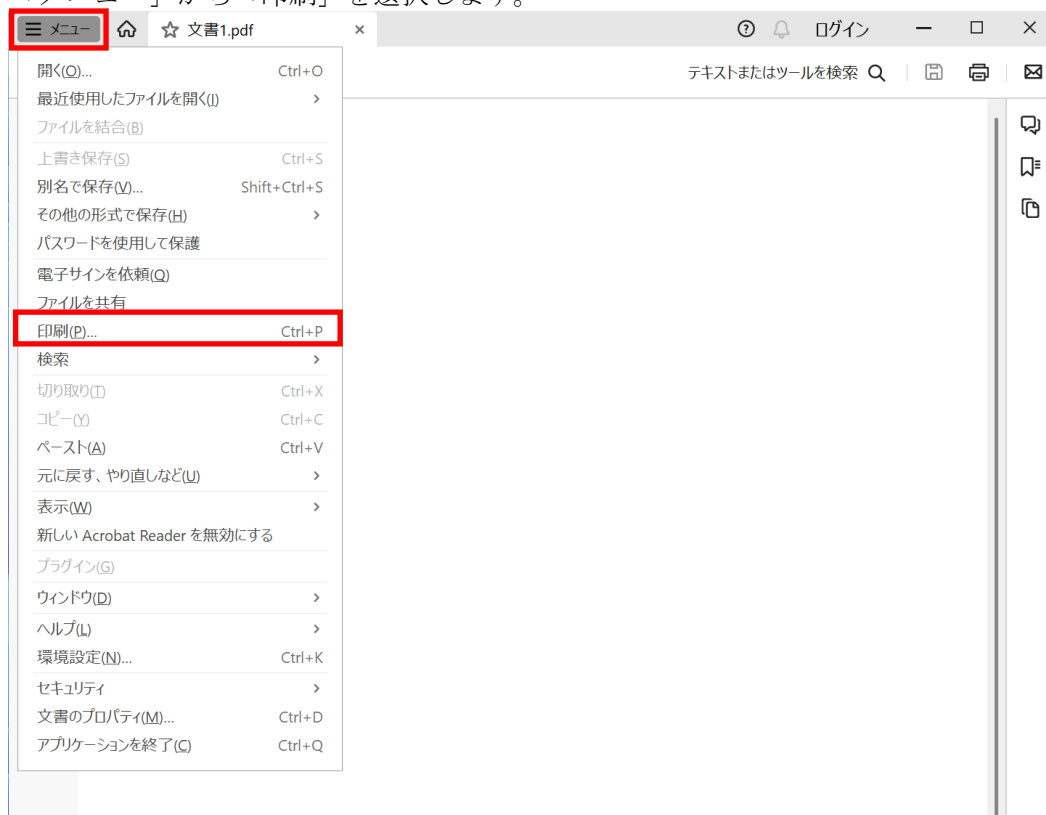 「メニュー」から「印刷」を選択します。
メニュー 文書1.pdf ログイン
テキストまたはツールを検索
開く(O)... Ctrl+O
最近使用したファイルを開く(I)
ファイルを結合(B)
上書き保存(S) Ctrl+S
別名で保存(V)... Shift+Ctrl+S
その他の形式で保存(H)
パスワードを使用して保護
電子サインを依頼(Q)
ファイルを共有
印刷(P)... Ctrl+P
検索
切り取り(T) Ctrl+X
コピー(Y) Ctrl+C
ペースト(A) Ctrl+V
元に戻す、やり直しなど(U)
表示(W)
新しい Acrobat Reader を無効にする
プラグイン(G)
ウィンドウ(D)
ヘルプ(L)
環境設定(N)... Ctrl+K
セキュリティ
文書のプロパティ(M)... Ctrl+D
アプリケーションを終了(C) Ctrl+Q